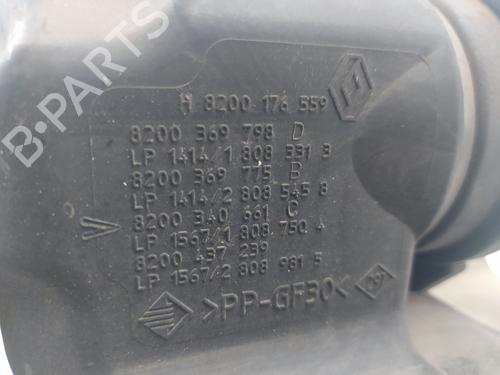 H 8200 176 559
8200 369 798 D
LP 1414/1 808 331 3
8200 369 775 B
LP 1414/2 808 545 8
8200 340 661 C
LP 1567/1 808 750 4
8200 437 239
LP 1567/2 808 981 5
>PP-GF30<
B-PARTS